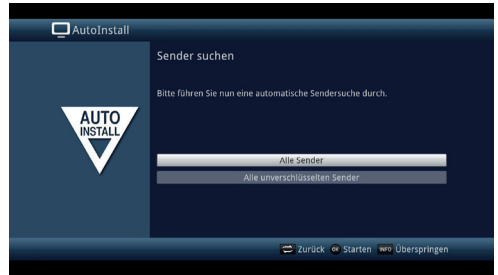 AutoInstall
Sender suchen
Bitte führen Sie nun eine automatische Sendersuche durch.
AUTO
INSTALL
Alle Sender
Alle unverschlüsselten Sender
Zurück OK Starten INFO Überspringen